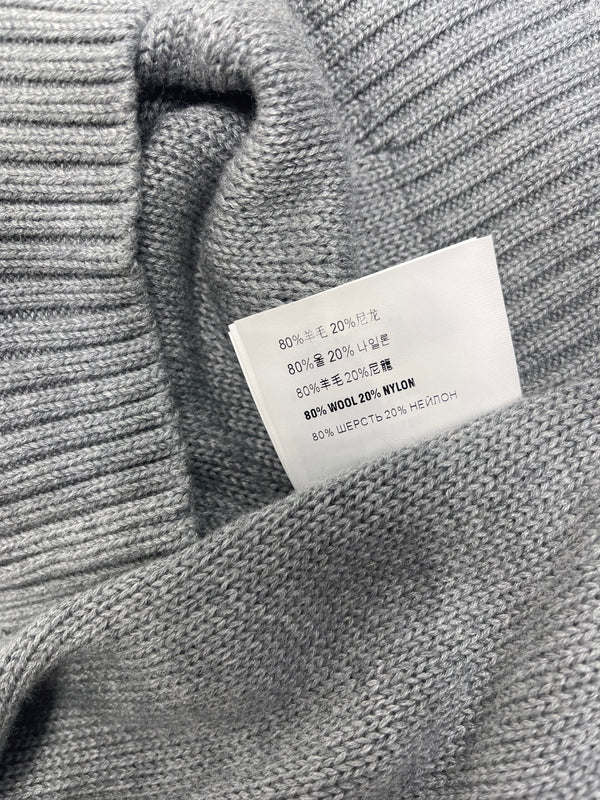 80%羊毛 20%尼龙
80%울 20% 나일론
80%羊毛 20%尼龍
80% WOOL 20% NYLON
80% ШЕРСТЬ 20% НЕЙЛОН